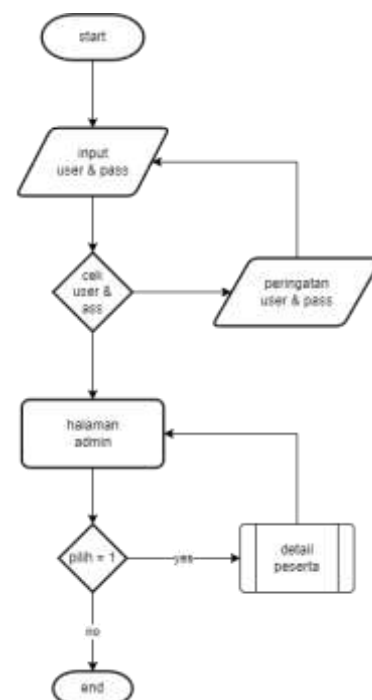 start
input
user & pass
cek
user &
ass
peringatan
user & pass
halaman
admin
pilih = 1
yes
detail
peserta
no
end